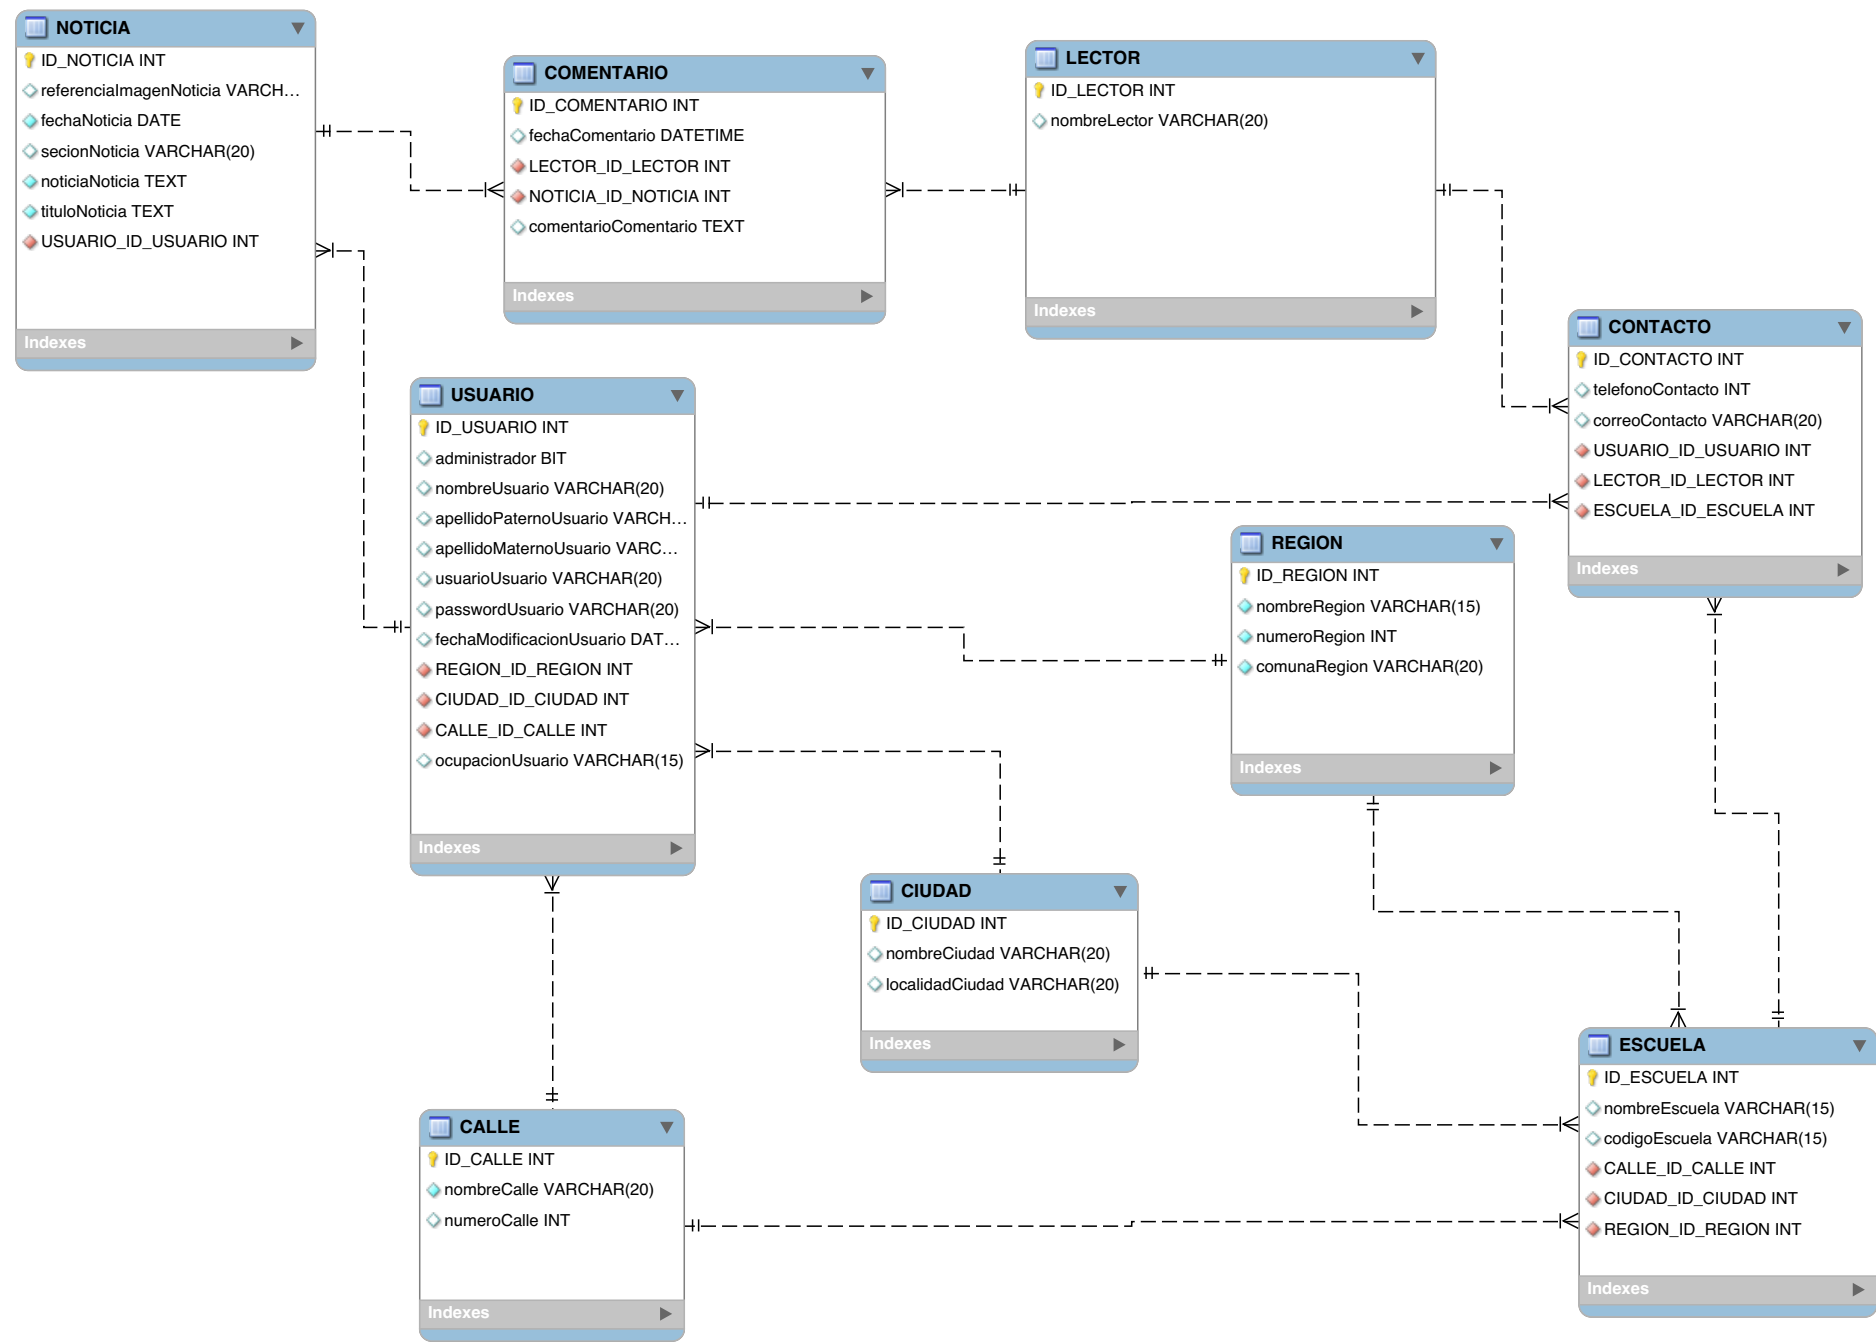 NOTICIA
ID_NOTICIA INT
referenciaImagenNoticia VARCH...
fechaNoticia DATE
secionNoticia VARCHAR(20)
noticiaNoticia TEXT
tituloNoticia TEXT
USUARIO_ID_USUARIO INT
Indexes
COMENTARIO
ID_COMENTARIO INT
fechaComentario DATETIME
LECTOR_ID_LECTOR INT
NOTICIA_ID_NOTICIA INT
comentarioComentario TEXT
Indexes
LECTOR
ID_LECTOR INT
nombreLector VARCHAR(20)
Indexes
CONTACTO
ID_CONTACTO INT
telefonoContacto INT
correoContacto VARCHAR(20)
USUARIO_ID_USUARIO INT
LECTOR_ID_LECTOR INT
ESCUELA_ID_ESCUELA INT
Indexes
USUARIO
ID_USUARIO INT
administrador BIT
nombreUsuario VARCHAR(20)
apellidoPaternoUsuario VARCH...
apellidoMaternoUsuario VARC...
usuarioUsuario VARCHAR(20)
passwordUsuario VARCHAR(20)
fechaModificacionUsuario DAT...
REGION_ID_REGION INT
CIUDAD_ID_CIUDAD INT
CALLE_ID_CALLE INT
ocupacionUsuario VARCHAR(15)
Indexes
REGION
ID_REGION INT
nombreRegion VARCHAR(15)
numeroRegion INT
comunaRegion VARCHAR(20)
Indexes
CIUDAD
ID_CIUDAD INT
nombreCiudad VARCHAR(20)
localidadCiudad VARCHAR(20)
Indexes
ESCUELA
ID_ESCUELA INT
nombreEscuela VARCHAR(15)
codigoEscuela VARCHAR(15)
CALLE_ID_CALLE INT
CIUDAD_ID_CIUDAD INT
REGION_ID_REGION INT
Indexes
CALLE
ID_CALLE INT
nombreCalle VARCHAR(20)
numeroCalle INT
Indexes